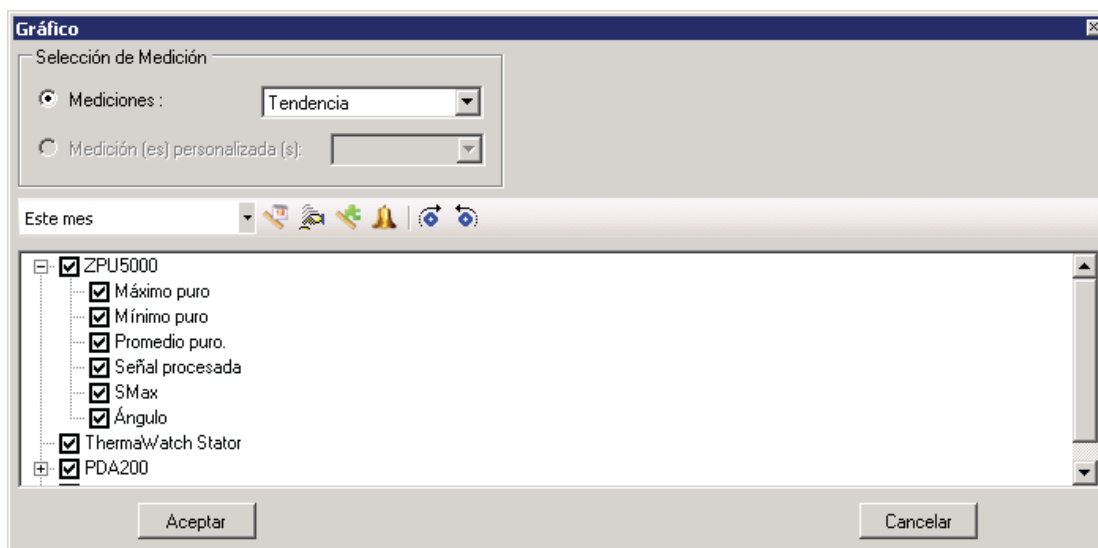 Gráfico
Selección de Medición
Mediciones : Tendencia
Medición (es) personalizada (s):
Este mes
ZPU5000
Máximo puro
Mínimo puro
Promedio puro.
Señal procesada
SMax
Ángulo
ThermaWatch Stator
PDA200
Aceptar Cancelar